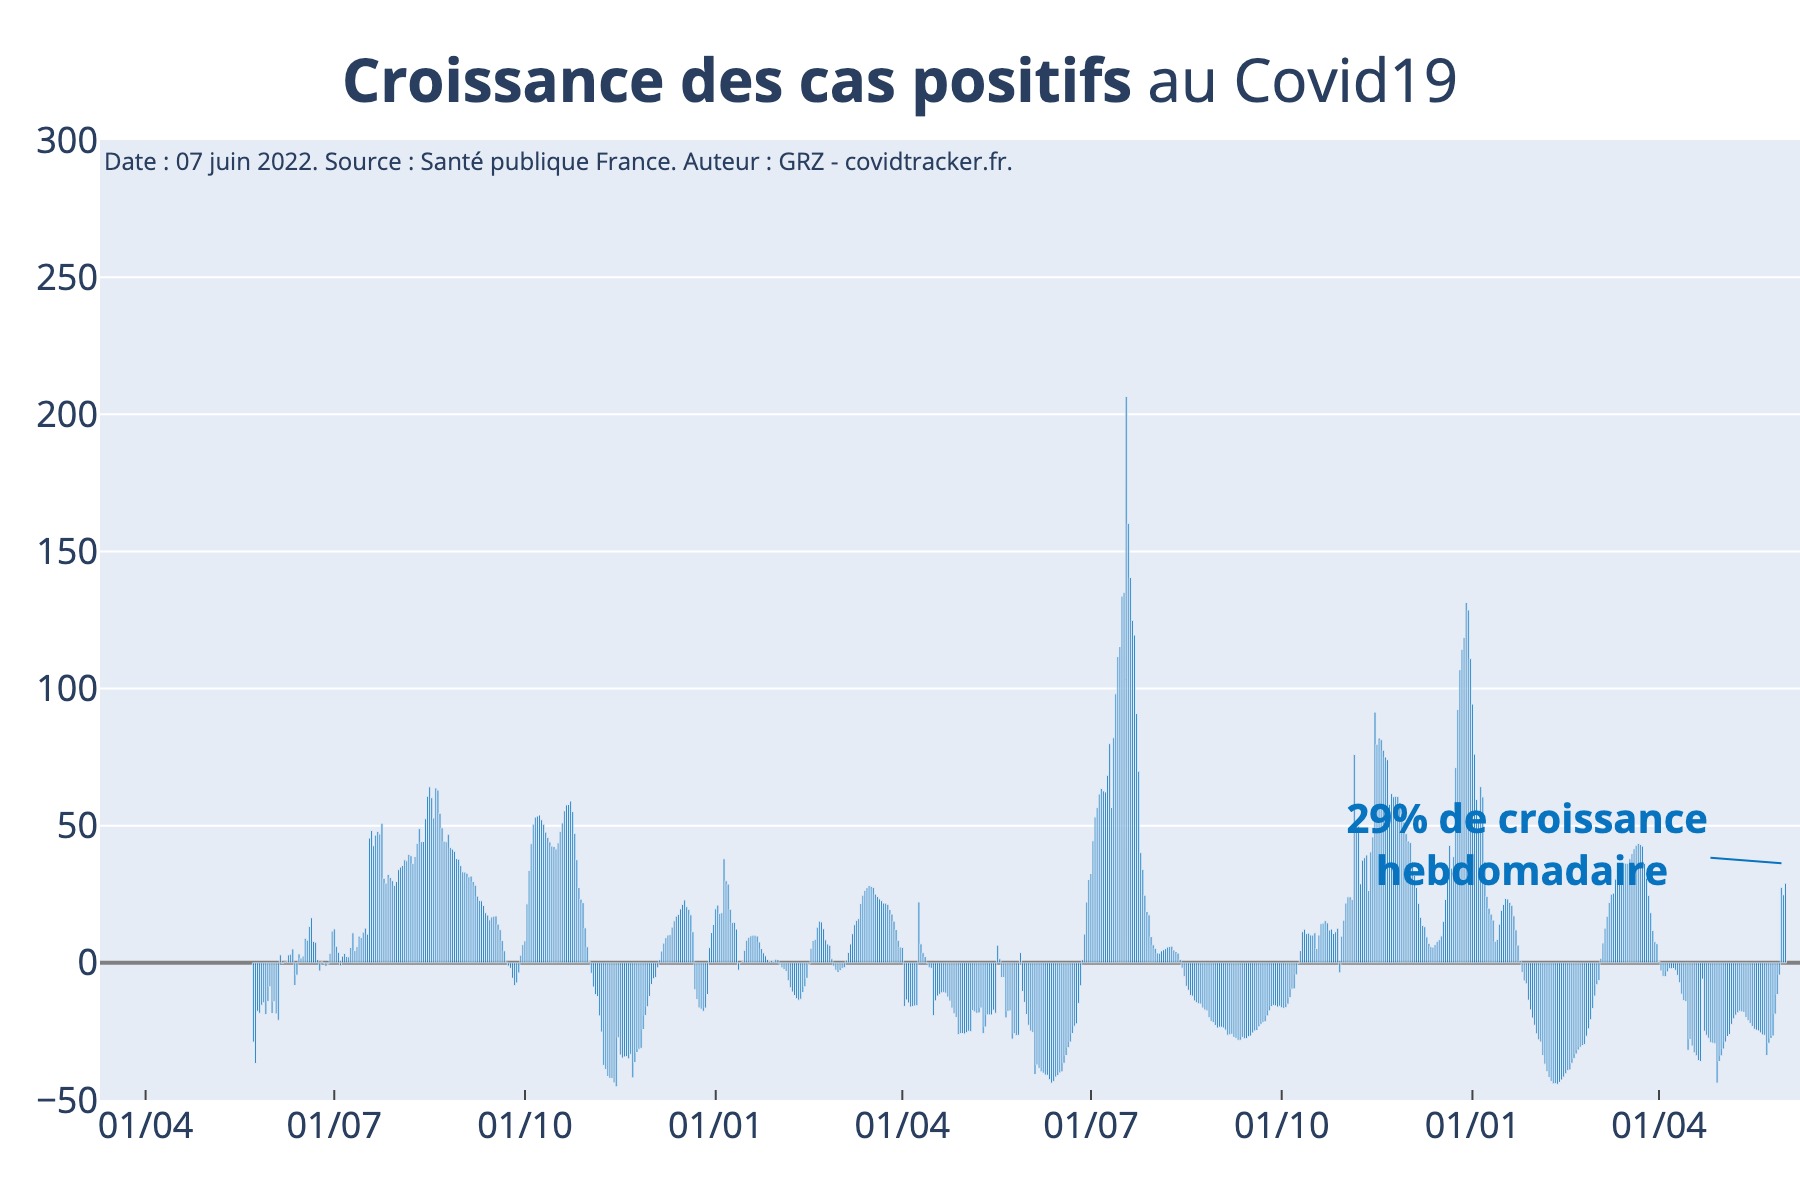 Croissance des cas positifs au Covid19
300
Date : 07 juin 2022. Source : Santé publique France. Auteur : GRZ - covidtracker.fr.
250
200
150
100
50
29% de croissance
hebdomadaire
0
−50
01/04 01/07 01/10 01/01 01/04 01/07 01/10 01/01 01/04